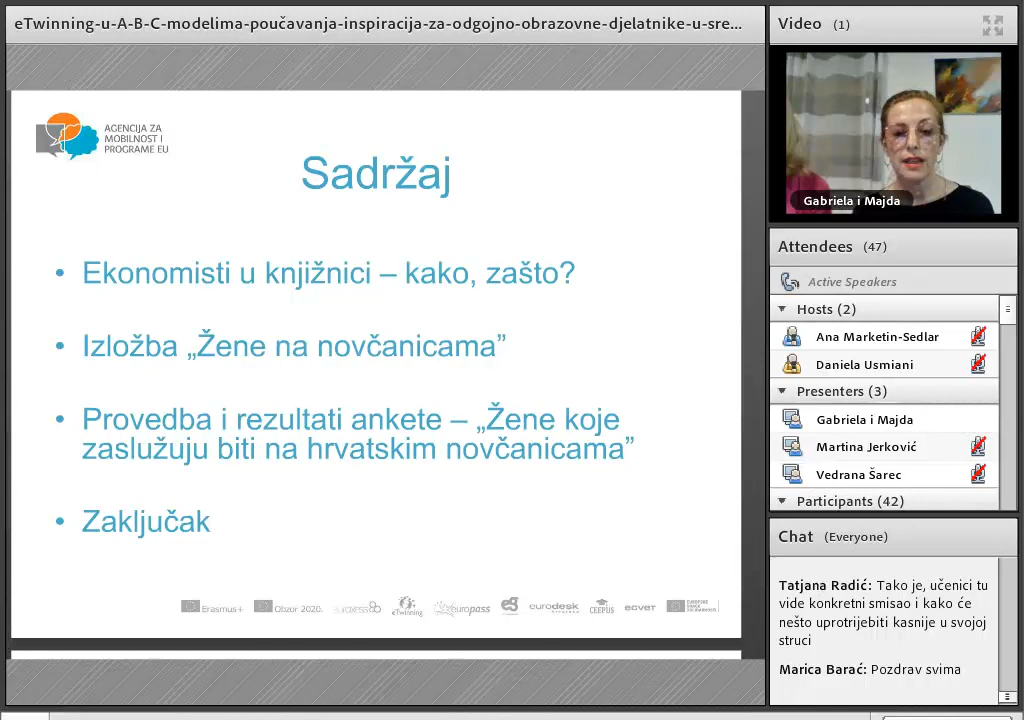 eTwinning-u-A-B-C-modelima-poučavanja-inspiracija-za-odgojno-obrazovne-djelatnike-u-sre...
AGENCIJA ZA
MOBILNOST I
PROGRAME EU
Sadržaj
• Ekonomisti u knjižnici – kako, zašto?
• Izložba „Žene na novčanicama”
• Provedba i rezultati ankete – „Žene koje
zaslužuju biti na hrvatskim novčanicama”
• Zaključak
Erasmus+
Obzor 2020.
euroxess
eTwinning
europass
eurodesk
CEEPUS
ecvet
Video (1)
Gabriela i Majda
Attendees (47)
Active Speakers
Hosts (2)
Ana Marketin-Sedlar
Daniela Usmiani
Presenters (3)
Gabriela i Majda
Martina Jerković
Vedrana Šarec
Participants (42)
Chat (Everyone)
Tatjana Radić: Tako je, učenici tu
vide konkretni smisao i kako će
nešto uprotrijebiti kasnije u svojoj
struci
Marica Barać: Pozdrav svima